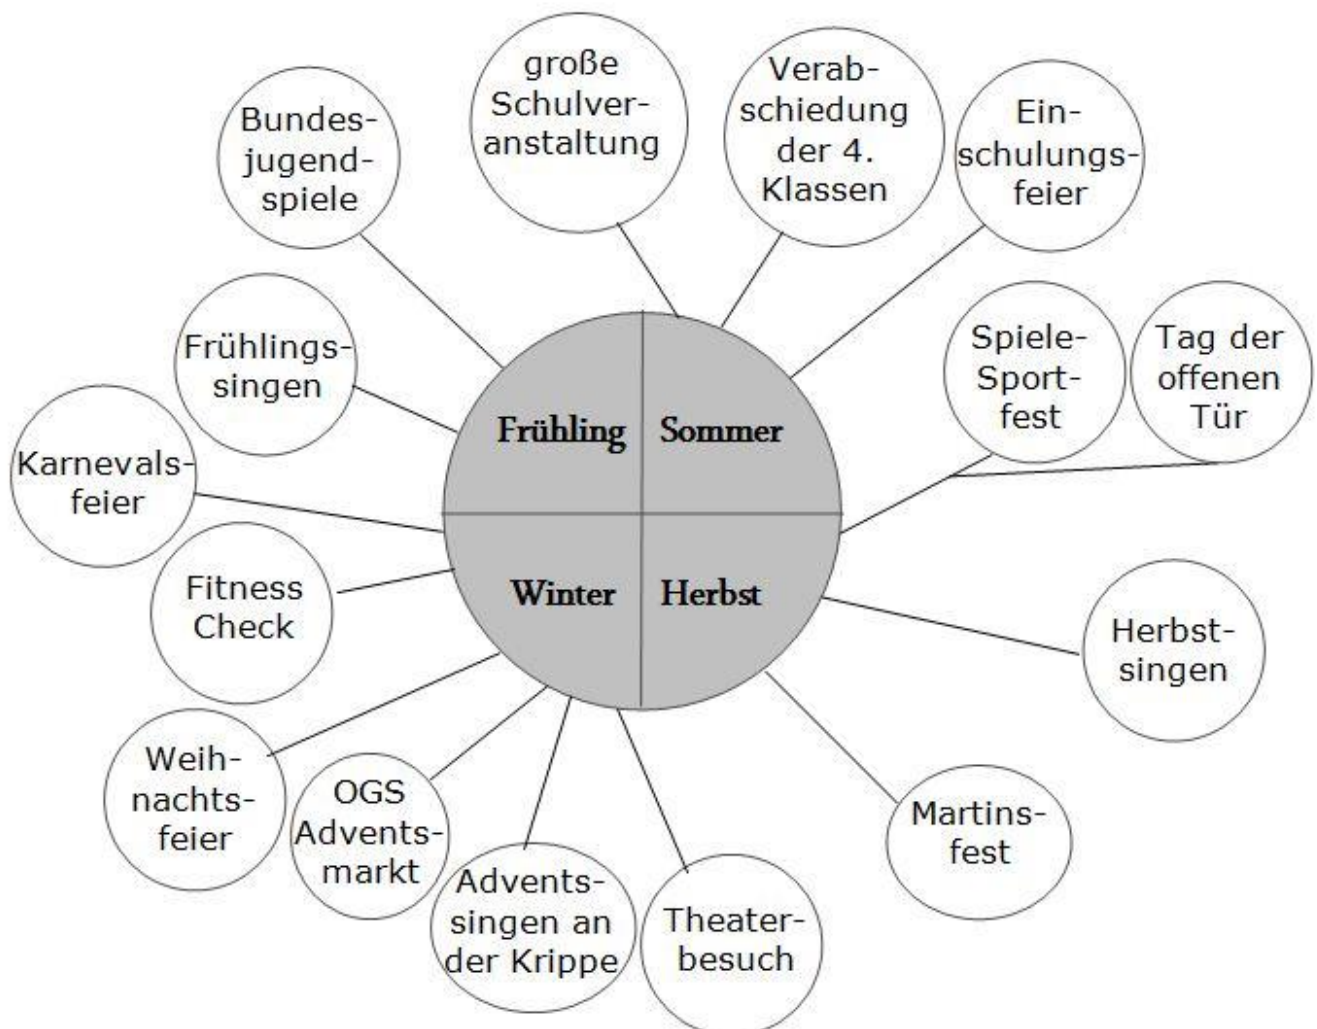 große
Schulver-
anstaltung
Verab-
schiedung
der 4.
Klassen
Ein-
schulungs-
feier
Bundes-
jugend-
spiele
Frühlings-
singen
Spiele-
Sport-
fest
Tag der
offenen
Tür
Karnevals-
feier
Frühling
Sommer
Fitness
Check
Winter
Herbst
Herbst-
singen
Weih-
nachts-
feier
OGS
Advents-
markt
Advents-
singen an
der Krippe
Theater-
besuch
Martins-
fest